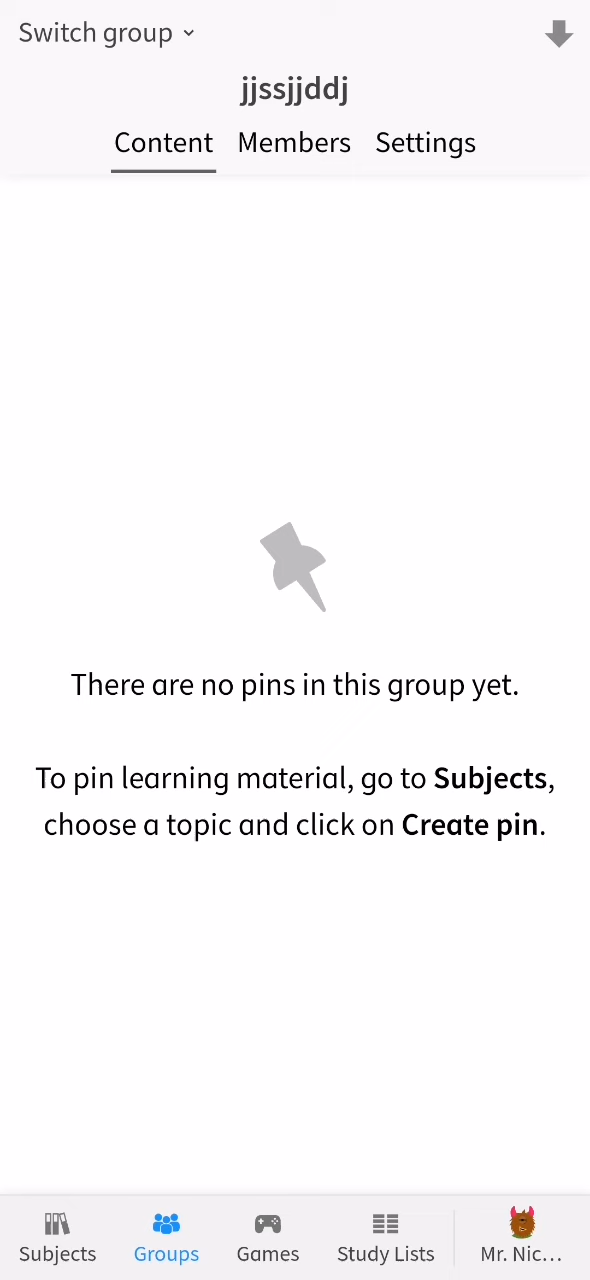 Switch group
jjssjjddj
Content Members Settings
There are no pins in this group yet.
To pin learning material, go to Subjects,
choose a topic and click on Create pin.
Subjects Groups Games Study Lists Mr. Nic...